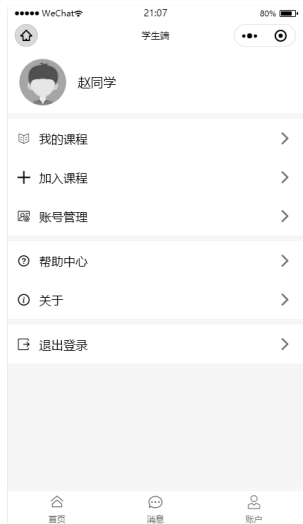 WeChat 21:07 80%
学生端
赵同学
我的课程
加入课程
账号管理
帮助中心
关于
退出登录
首页 消息 账户